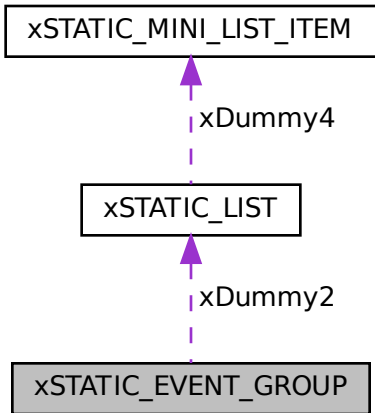 xSTATIC_MINI_LIST_ITEM
xDummy4
xSTATIC_LIST
xDummy2
xSTATIC_EVENT_GROUP